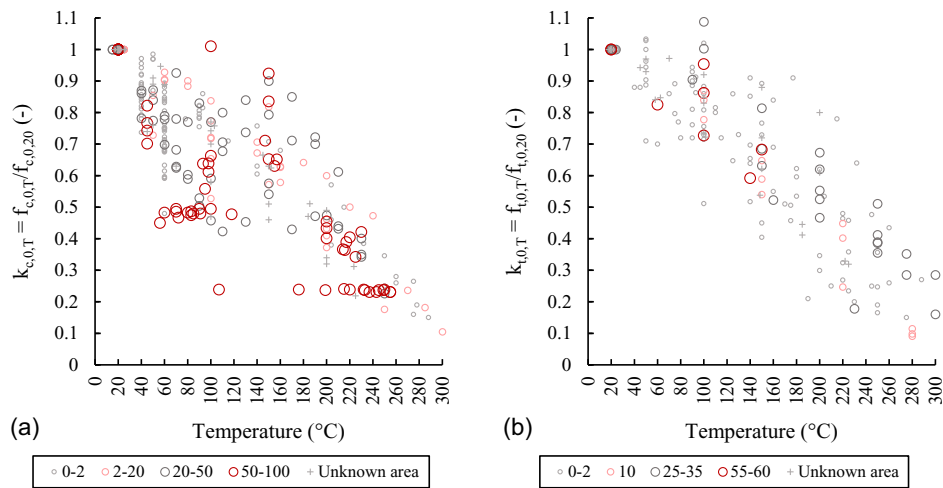 k_c,0,T = f_c,0,T/f_c,0,20 (-)
1.1
1
0.9
0.8
0.7
0.6
0.5
0.4
0.3
0.2
0.1
0
0 20 40 60 80 100 120 140 160 180 200 220 240 260 280 300
(a)
Temperature (°C)
0-2 2-20 20-50 50-100 Unknown area
k_t,0,T = f_t,0,T/f_t,0,20 (-)
1.1
1
0.9
0.8
0.7
0.6
0.5
0.4
0.3
0.2
0.1
0
0 20 40 60 80 100 120 140 160 180 200 220 240 260 280 300
(b)
Temperature (°C)
0-2 10 25-35 55-60 Unknown area